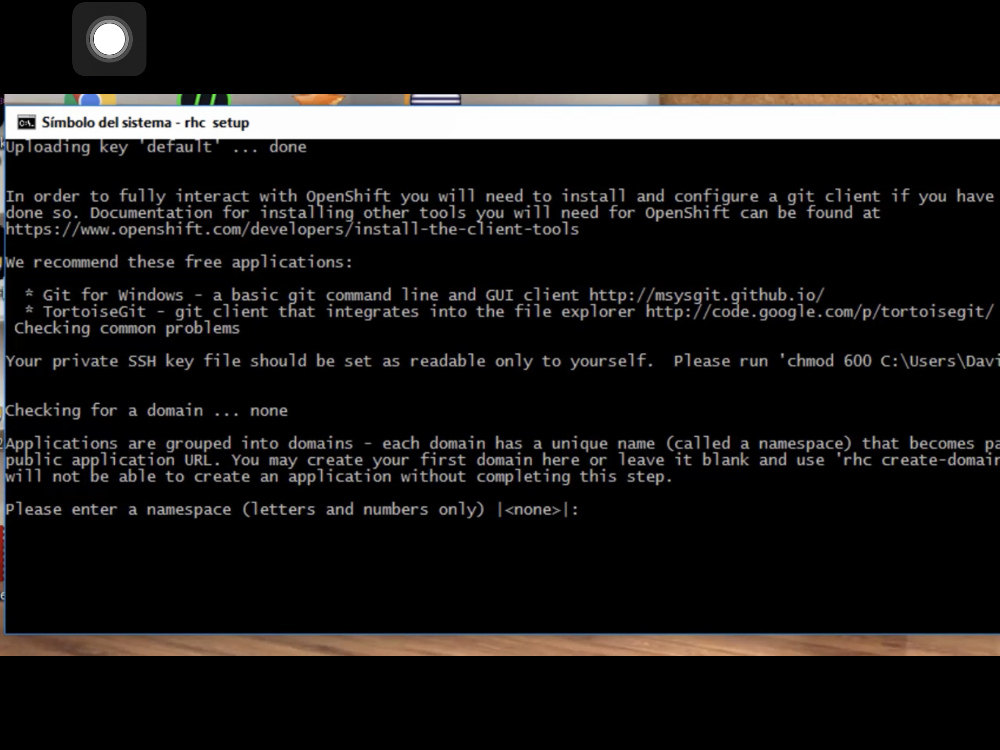 Símbolo del sistema - rhc setup
Uploading key 'default' ... done
In order to fully interact with OpenShift you will need to install and configure a git client if you have
done so. Documentation for installing other tools you will need for OpenShift can be found at
https://www.openshift.com/developers/install-the-client-tools
We recommend these free applications:
* Git for Windows - a basic git command line and GUI client http://msysgit.github.io/
* TortoiseGit - git client that integrates into the file explorer http://code.google.com/p/tortoisegit/
Checking common problems
Your private SSH key file should be set as readable only to yourself.  Please run 'chmod 600 C:\Users\Davi
Checking for a domain ... none
Applications are grouped into domains - each domain has a unique name (called a namespace) that becomes pa
public application URL. You may create your first domain here or leave it blank and use 'rhc create-domain
will not be able to create an application without completing this step.
Please enter a namespace (letters and numbers only) |<none>|: